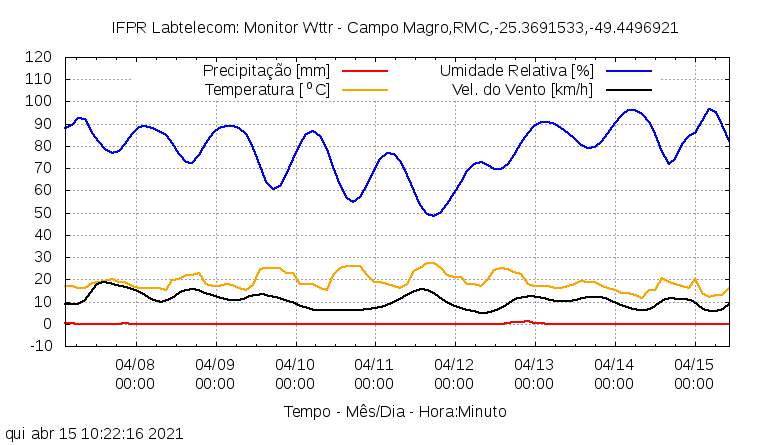 IFPR Labtelecom: Monitor Wttr - Campo Magro,RMC,-25.3691533,-49.4496921
120
110
100
90
80
70
60
50
40
30
20
10
0
-10
Precipitação [mm]
Temperatura [⁰C]
Umidade Relativa [%]
Vel. do Vento [km/h]
04/08 04/09 04/10 04/11 04/12 04/13 04/14 04/15
00:00 00:00 00:00 00:00 00:00 00:00 00:00 00:00
Tempo - Mês/Dia - Hora:Minuto
qui abr 15 10:22:16 2021